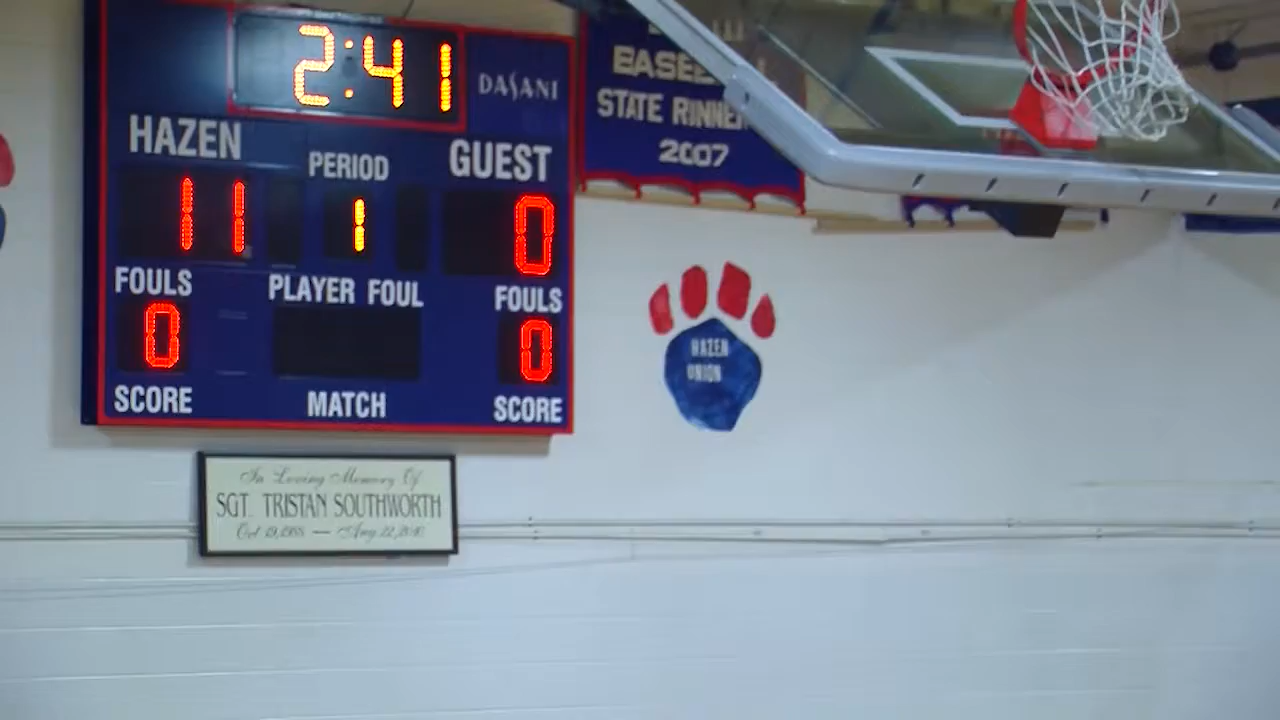 2:41
DASANI
HAZEN
PERIOD
GUEST
11
1
0
FOULS
PLAYER FOUL
FOULS
0
0
SCORE
MATCH
SCORE
STATE RINNE
2007
HAZEN
UNION
In Loving Memory Of
SGT. TRISTAN SOUTHWORTH